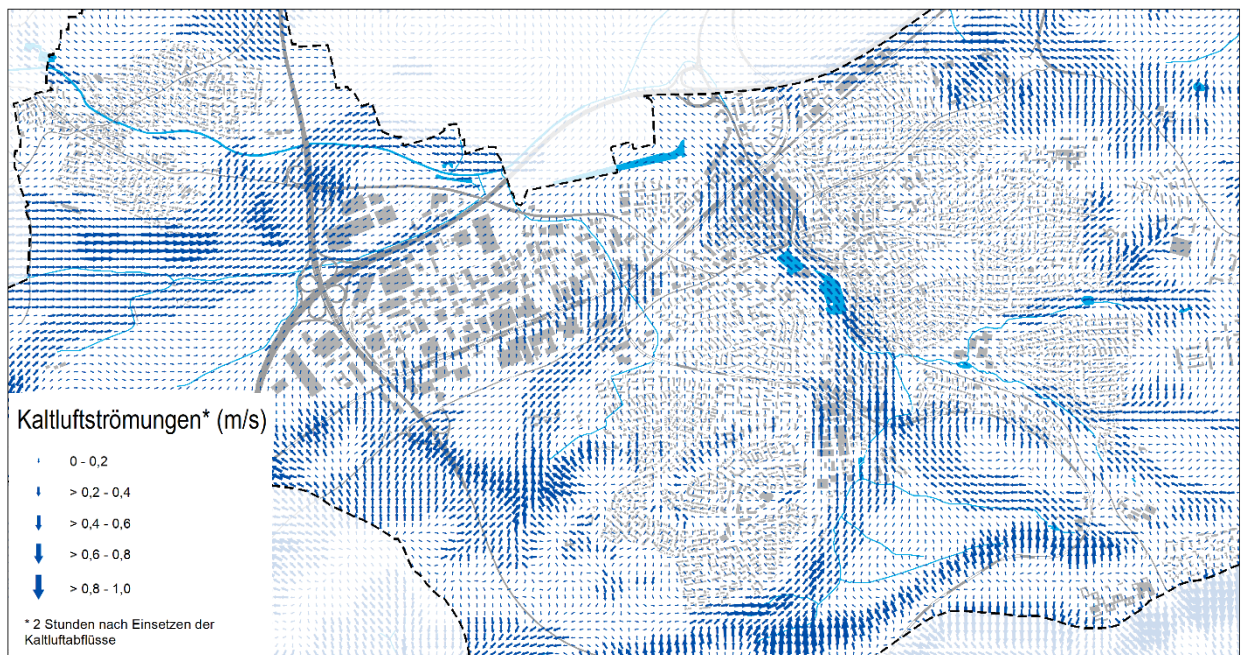 Kaltluftströmungen* (m/s)
0 - 0,2
> 0,2 - 0,4
> 0,4 - 0,6
> 0,6 - 0,8
> 0,8 - 1,0
* 2 Stunden nach Einsetzen der
Kaltluftabflüsse